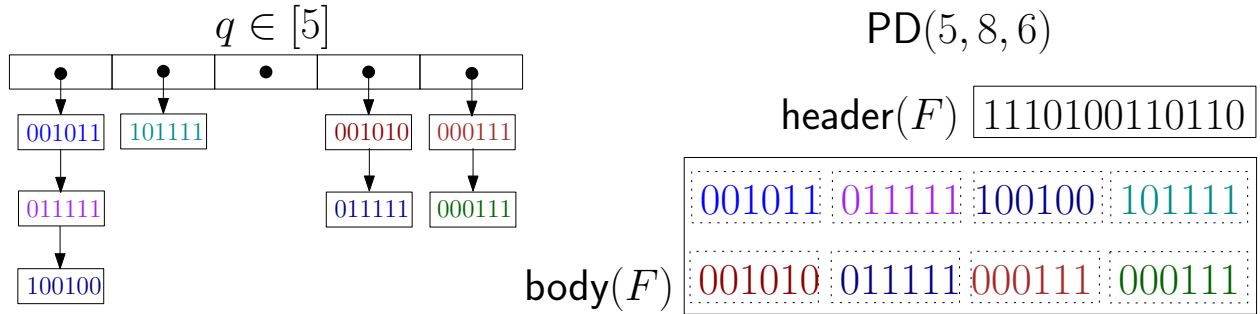 q ∈ [5]
PD(5, 8, 6)
001011 101111 001010 000111
header(F) 1110100110110
011111 011111 000111
001011 011111 100100 101111
100100
body(F) 001010 011111 000111 000111